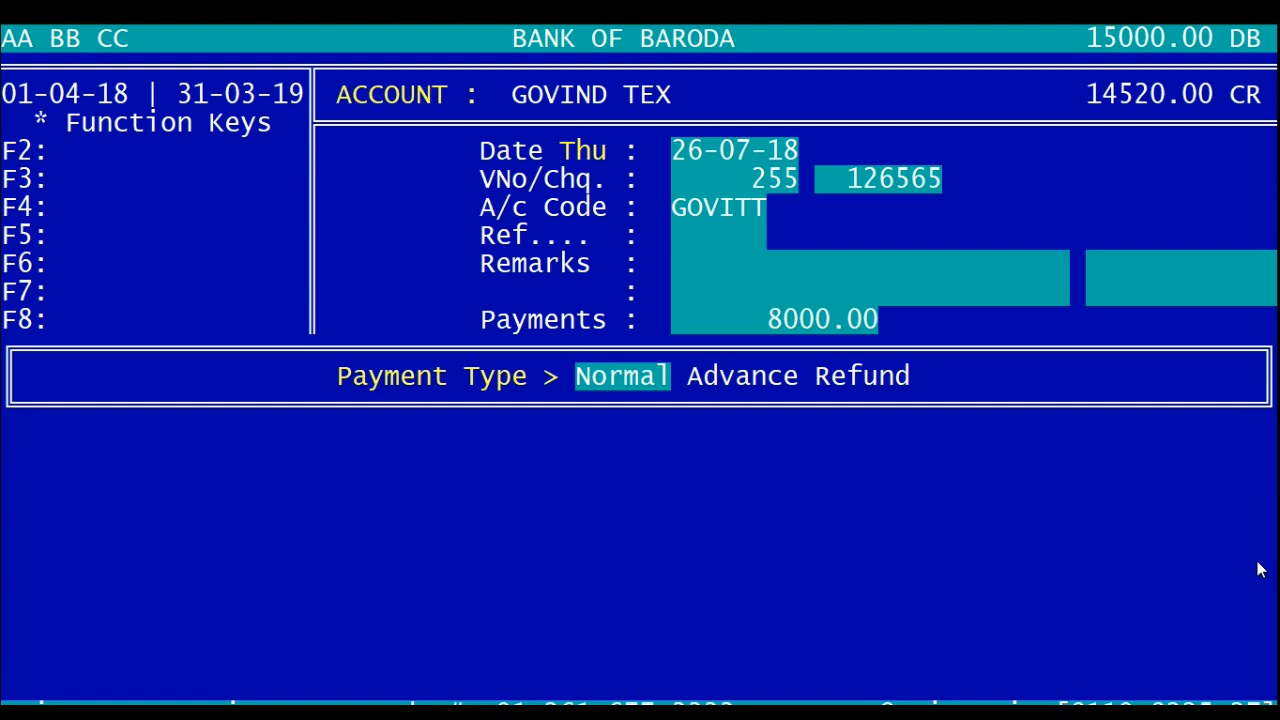 AA BB CC BANK OF BARODA 15000.00 DB
01-04-18 | 31-03-19 ACCOUNT : GOVIND TEX 14520.00 CR
* Function Keys
F2: Date Thu : 26-07-18
F3: VNo/Chq. : 255 126565
F4: A/c Code : GOVITT
F5: Ref.... :
F6: Remarks :
F7: :
F8: Payments : 8000.00
Payment Type > Normal Advance Refund